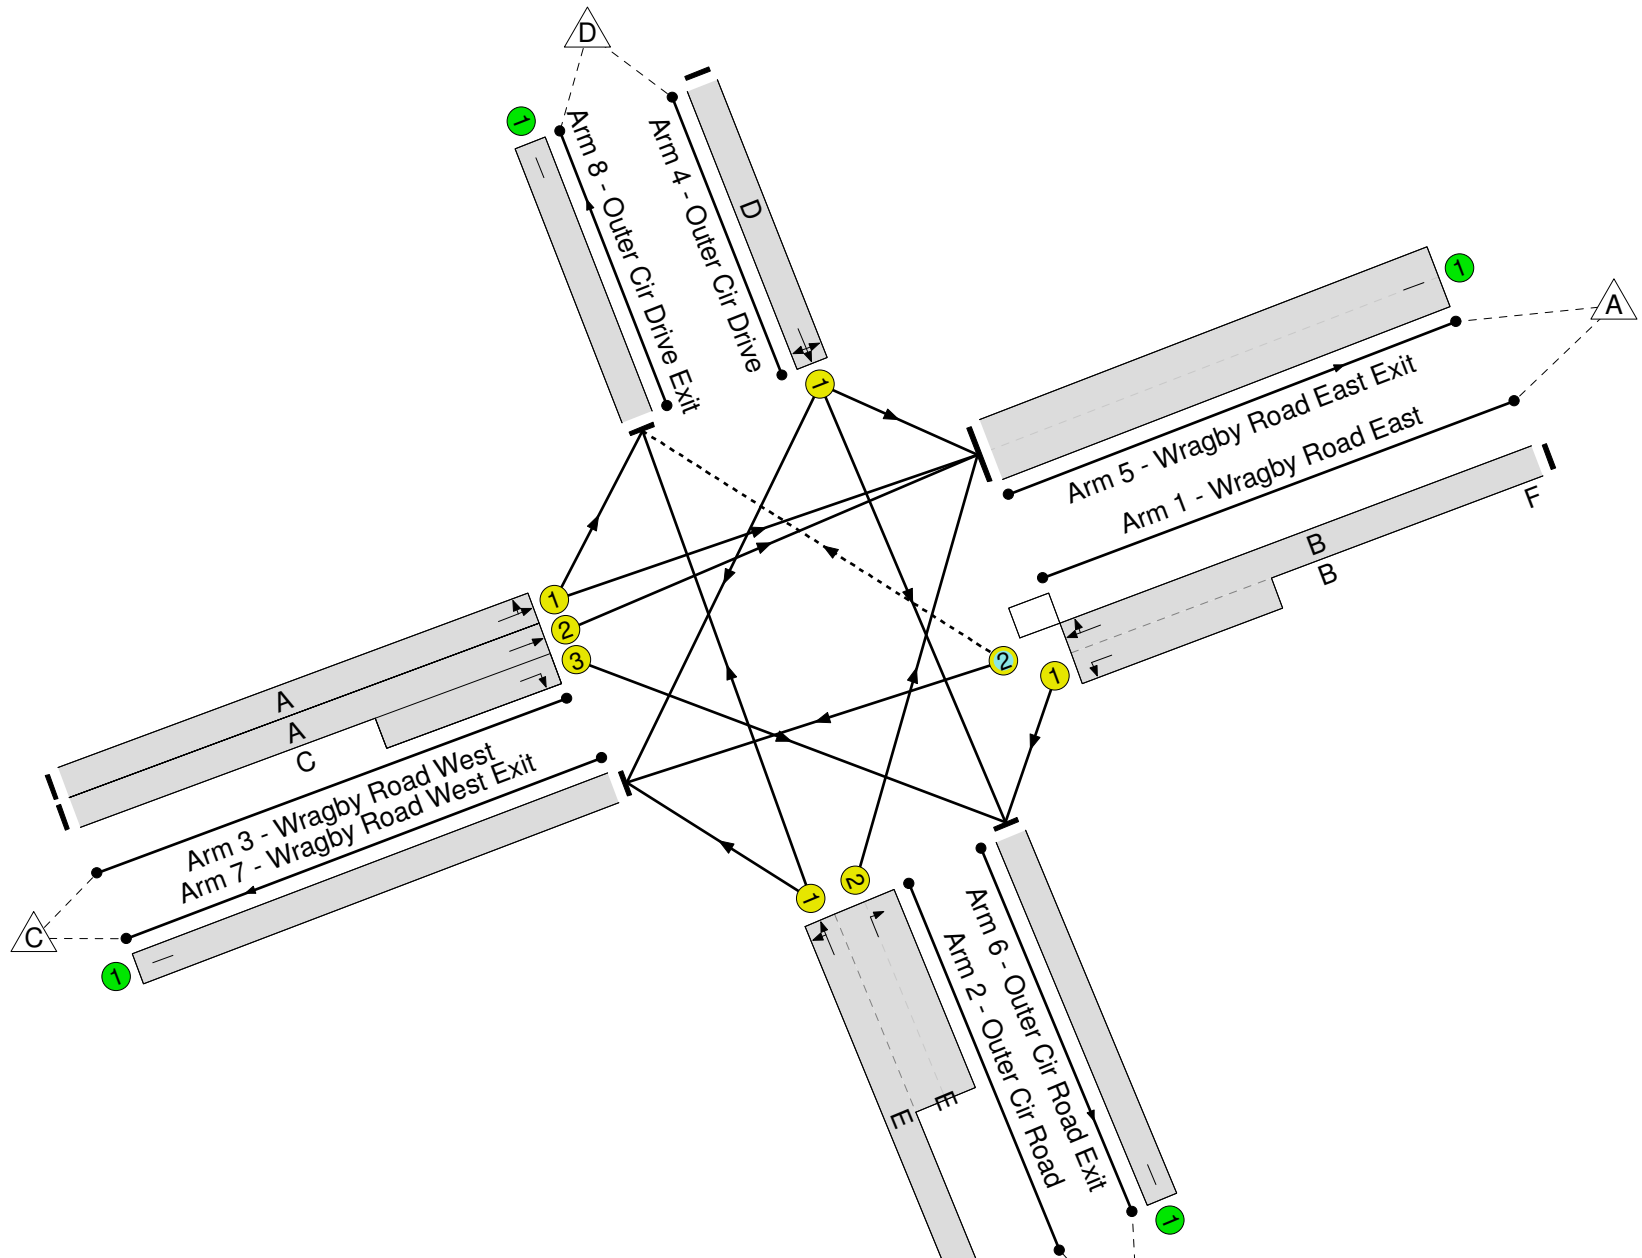 D
1
Arm 8 - Outer Cir Drive Exit
Arm 4 - Outer Cir Drive
D
1
1
A
Arm 5 - Wragby Road East Exit
Arm 1 - Wragby Road East
F
B
B
1
2
3
2
1
A
A
C
Arm 3 - Wragby Road West
Arm 7 - Wragby Road West Exit
C
1
1
2
Arm 6 - Outer Cir Road Exit
Arm 2 - Outer Cir Road
E
E
1